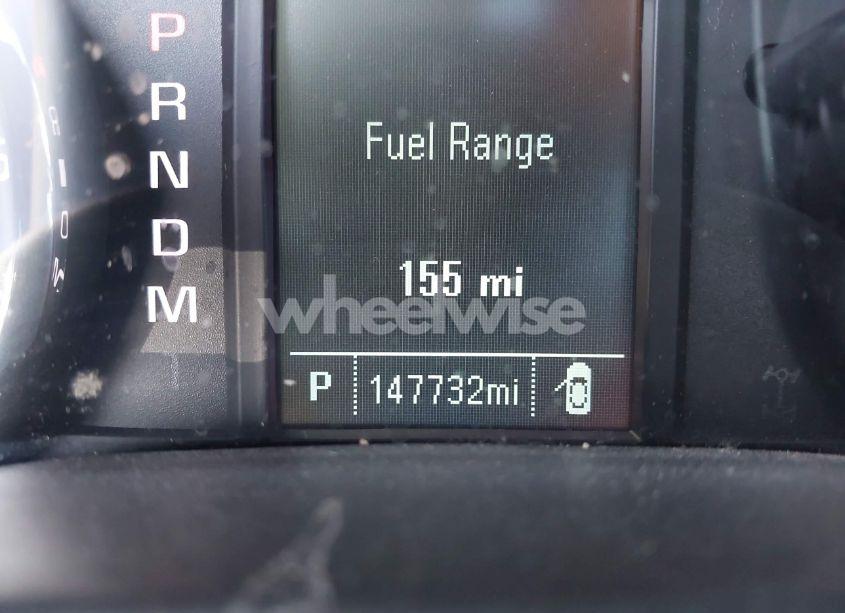 P
R
N
D
M
Fuel Range
155 mi
wheelwise
P 147732mi